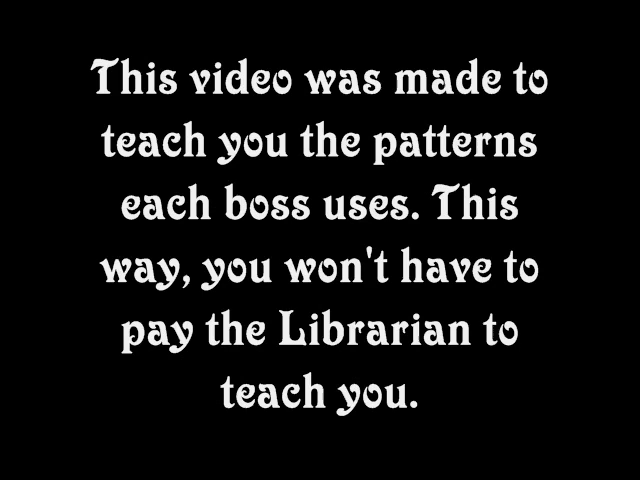 This video was made to
teach you the patterns
each boss uses. This
way, you won't have to
pay the Librarian to
teach you.